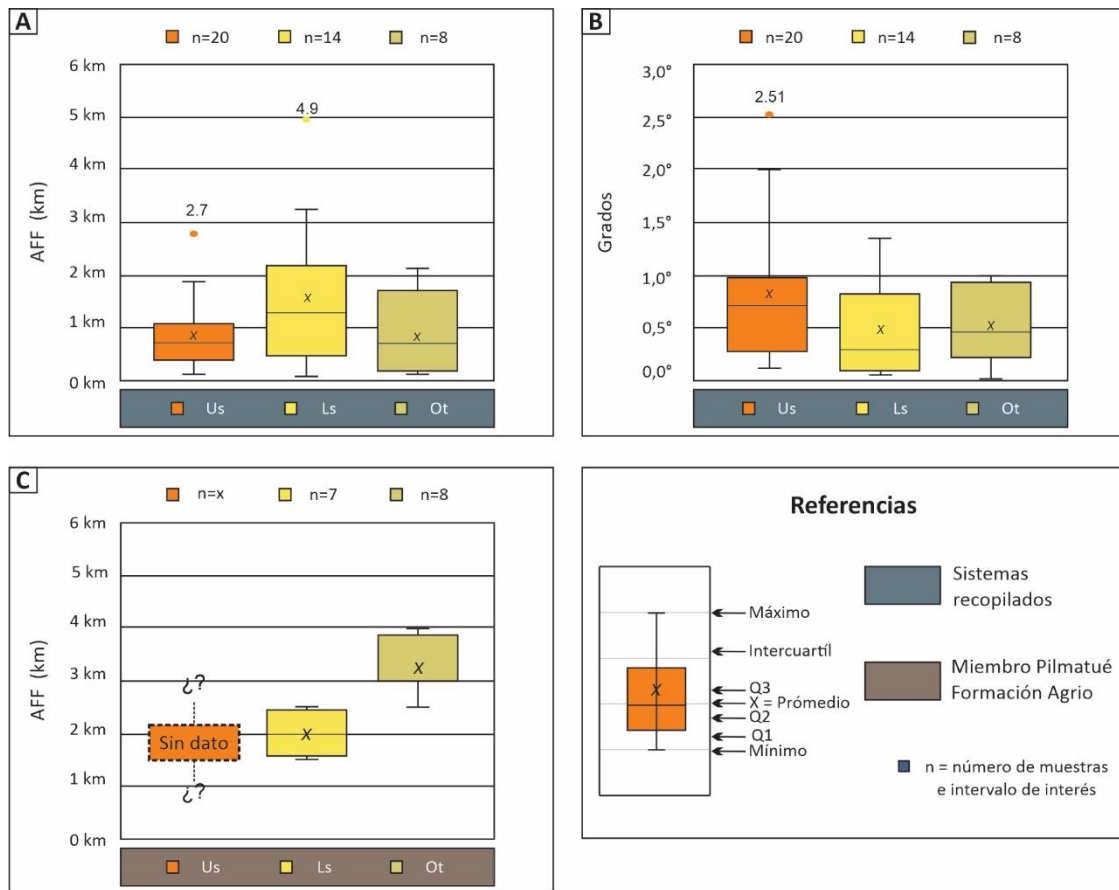 A
n=20 n=14 n=8
6 km
5 km
4 km
3 km
2 km
1 km
0 km
AFF (km)
2.7
4.9
x
x
x
Us Ls Ot
B
n=20 n=14 n=8
3,0°
2,5°
2,0°
1,5°
1,0°
0,5°
0,0°
Grados
2.51
x
x
x
Us Ls Ot
C
n=x n=7 n=8
6 km
5 km
4 km
3 km
2 km
1 km
0 km
AFF (km)
¿?
Sin dato
¿?
x
x
Us Ls Ot
Referencias
x
Máximo
Intercuartíl
Q3
X = Prómedio
Q2
Q1
Mínimo
Sistemas
recopilados
Miembro Pilmatué
Formación Agrio
n = número de muestras
e intervalo de interés